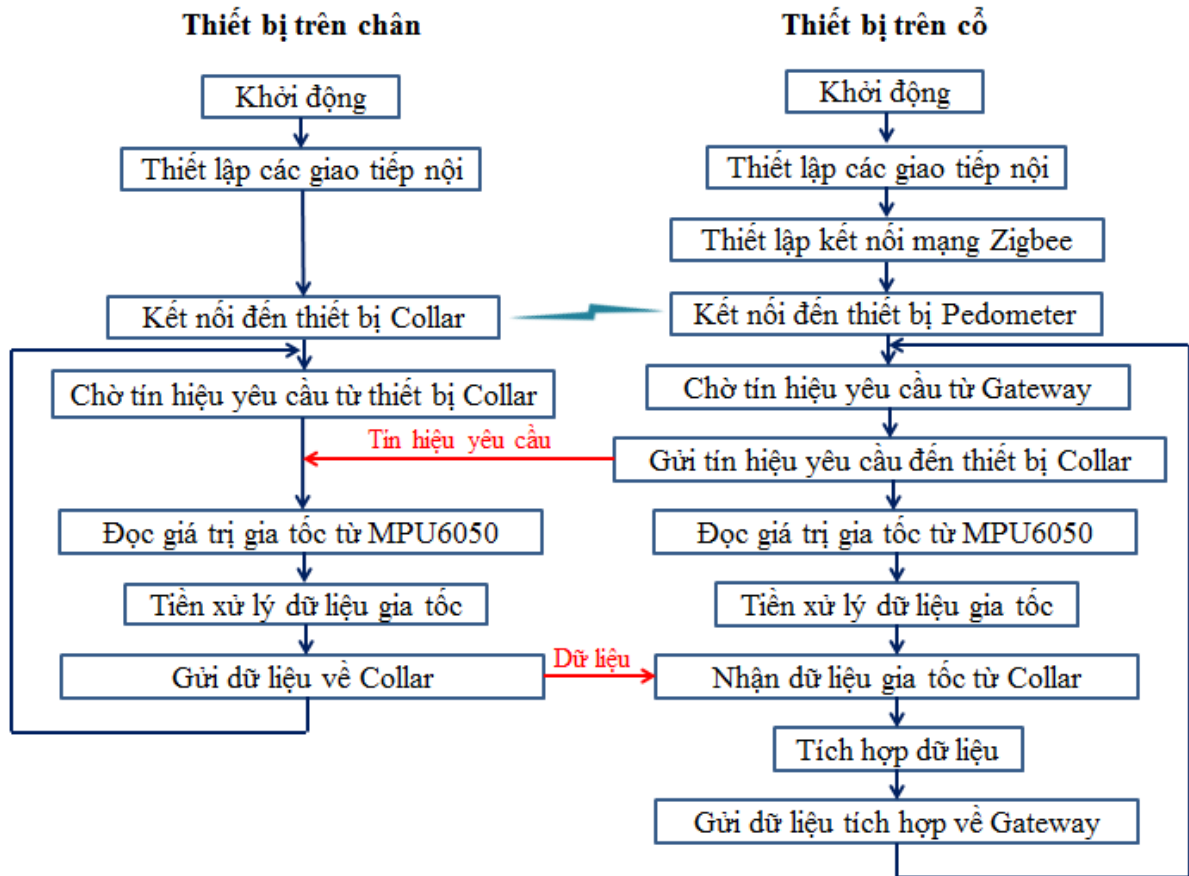 Thiết bị trên chân
Khởi động
Thiết lập các giao tiếp nội
Kết nối đến thiết bị Collar
Chờ tín hiệu yêu cầu từ thiết bị Collar
Tín hiệu yêu cầu
Đọc giá trị gia tốc từ MPU6050
Tiền xử lý dữ liệu gia tốc
Gửi dữ liệu về Collar
Dữ liệu
Thiết bị trên cổ
Khởi động
Thiết lập các giao tiếp nội
Thiết lập kết nối mạng Zigbee
Kết nối đến thiết bị Pedometer
Chờ tín hiệu yêu cầu từ Gateway
Gửi tín hiệu yêu cầu đến thiết bị Collar
Đọc giá trị gia tốc từ MPU6050
Tiền xử lý dữ liệu gia tốc
Nhận dữ liệu gia tốc từ Collar
Tích hợp dữ liệu
Gửi dữ liệu tích hợp về Gateway